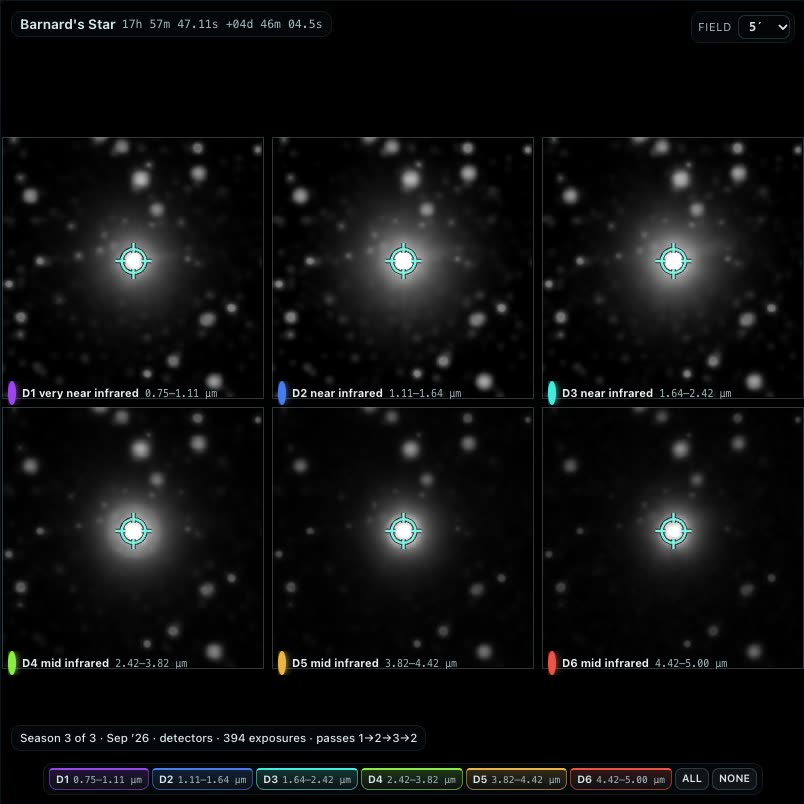 Barnard's Star 17h 57m 47.11s +04d 46m 04.5s
FIELD 5′
D1 very near infrared 0.75–1.11 μm
D2 near infrared 1.11–1.64 μm
D3 near infrared 1.64–2.42 μm
D4 mid infrared 2.42–3.82 μm
D5 mid infrared 3.82–4.42 μm
D6 mid infrared 4.42–5.00 μm
Season 3 of 3 · Sep ’26 · detectors · 394 exposures · passes 1→2→3→2
D1 0.75–1.11 μm D2 1.11–1.64 μm D3 1.64–2.42 μm D4 2.42–3.82 μm D5 3.82–4.42 μm D6 4.42–5.00 μm ALL NONE